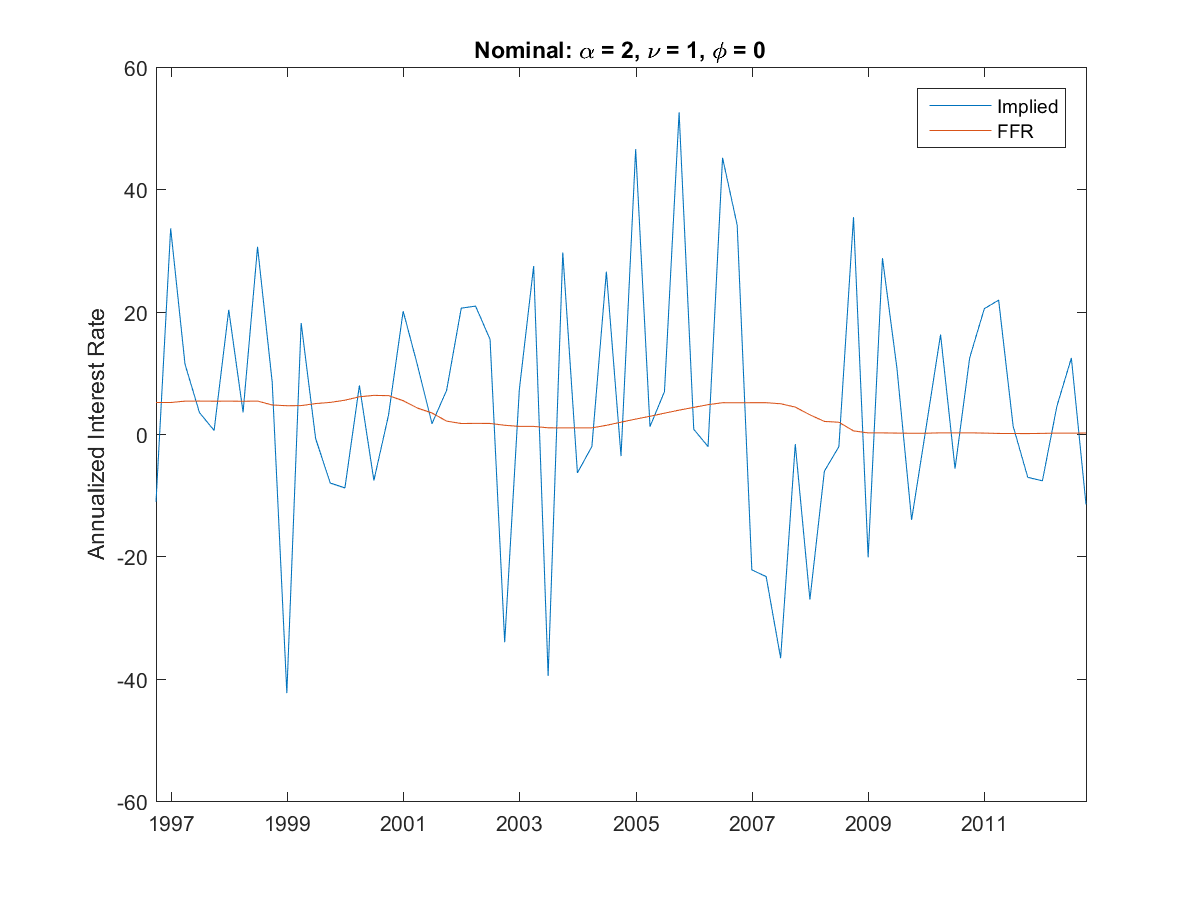 Nominal: α = 2, ν = 1, ϕ = 0
Implied
FFR
Annualized Interest Rate
60
40
20
0
-20
-40
-60
1997 1999 2001 2003 2005 2007 2009 2011